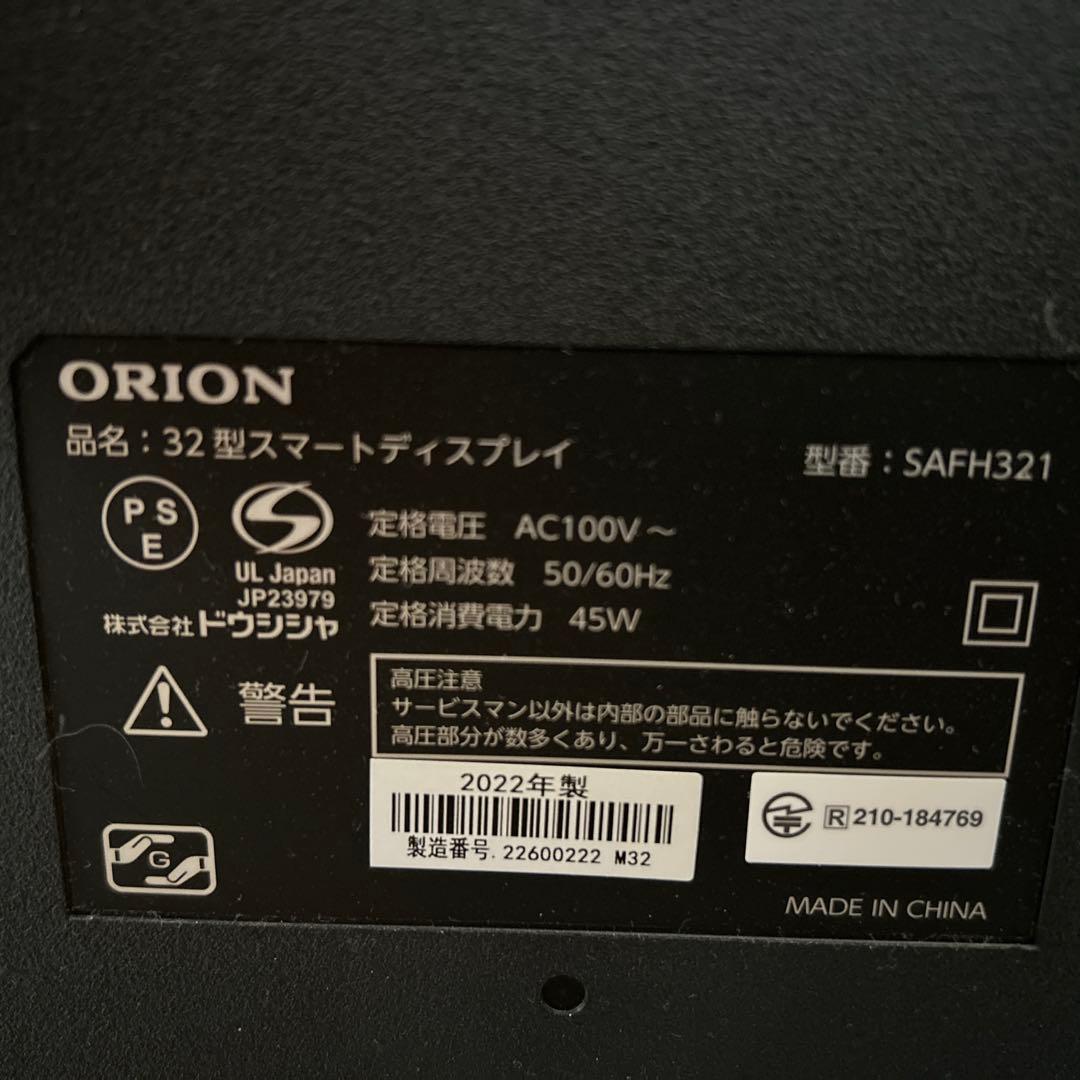 ORION
品名：32型スマートディスプレイ
型番：SAFH321
PS
E
定格電圧 AC100V～
UL Japan
JP23979
定格周波数 50/60Hz
株式会社ドウシシャ
定格消費電力 45W
警告
高圧注意
サービスマン以外は内部の部品に触らないでください。
高圧部分が数多くあり、万一さわると危険です。
2022年製
製造番号. 22600222 M32
R 210-184769
G
MADE IN CHINA